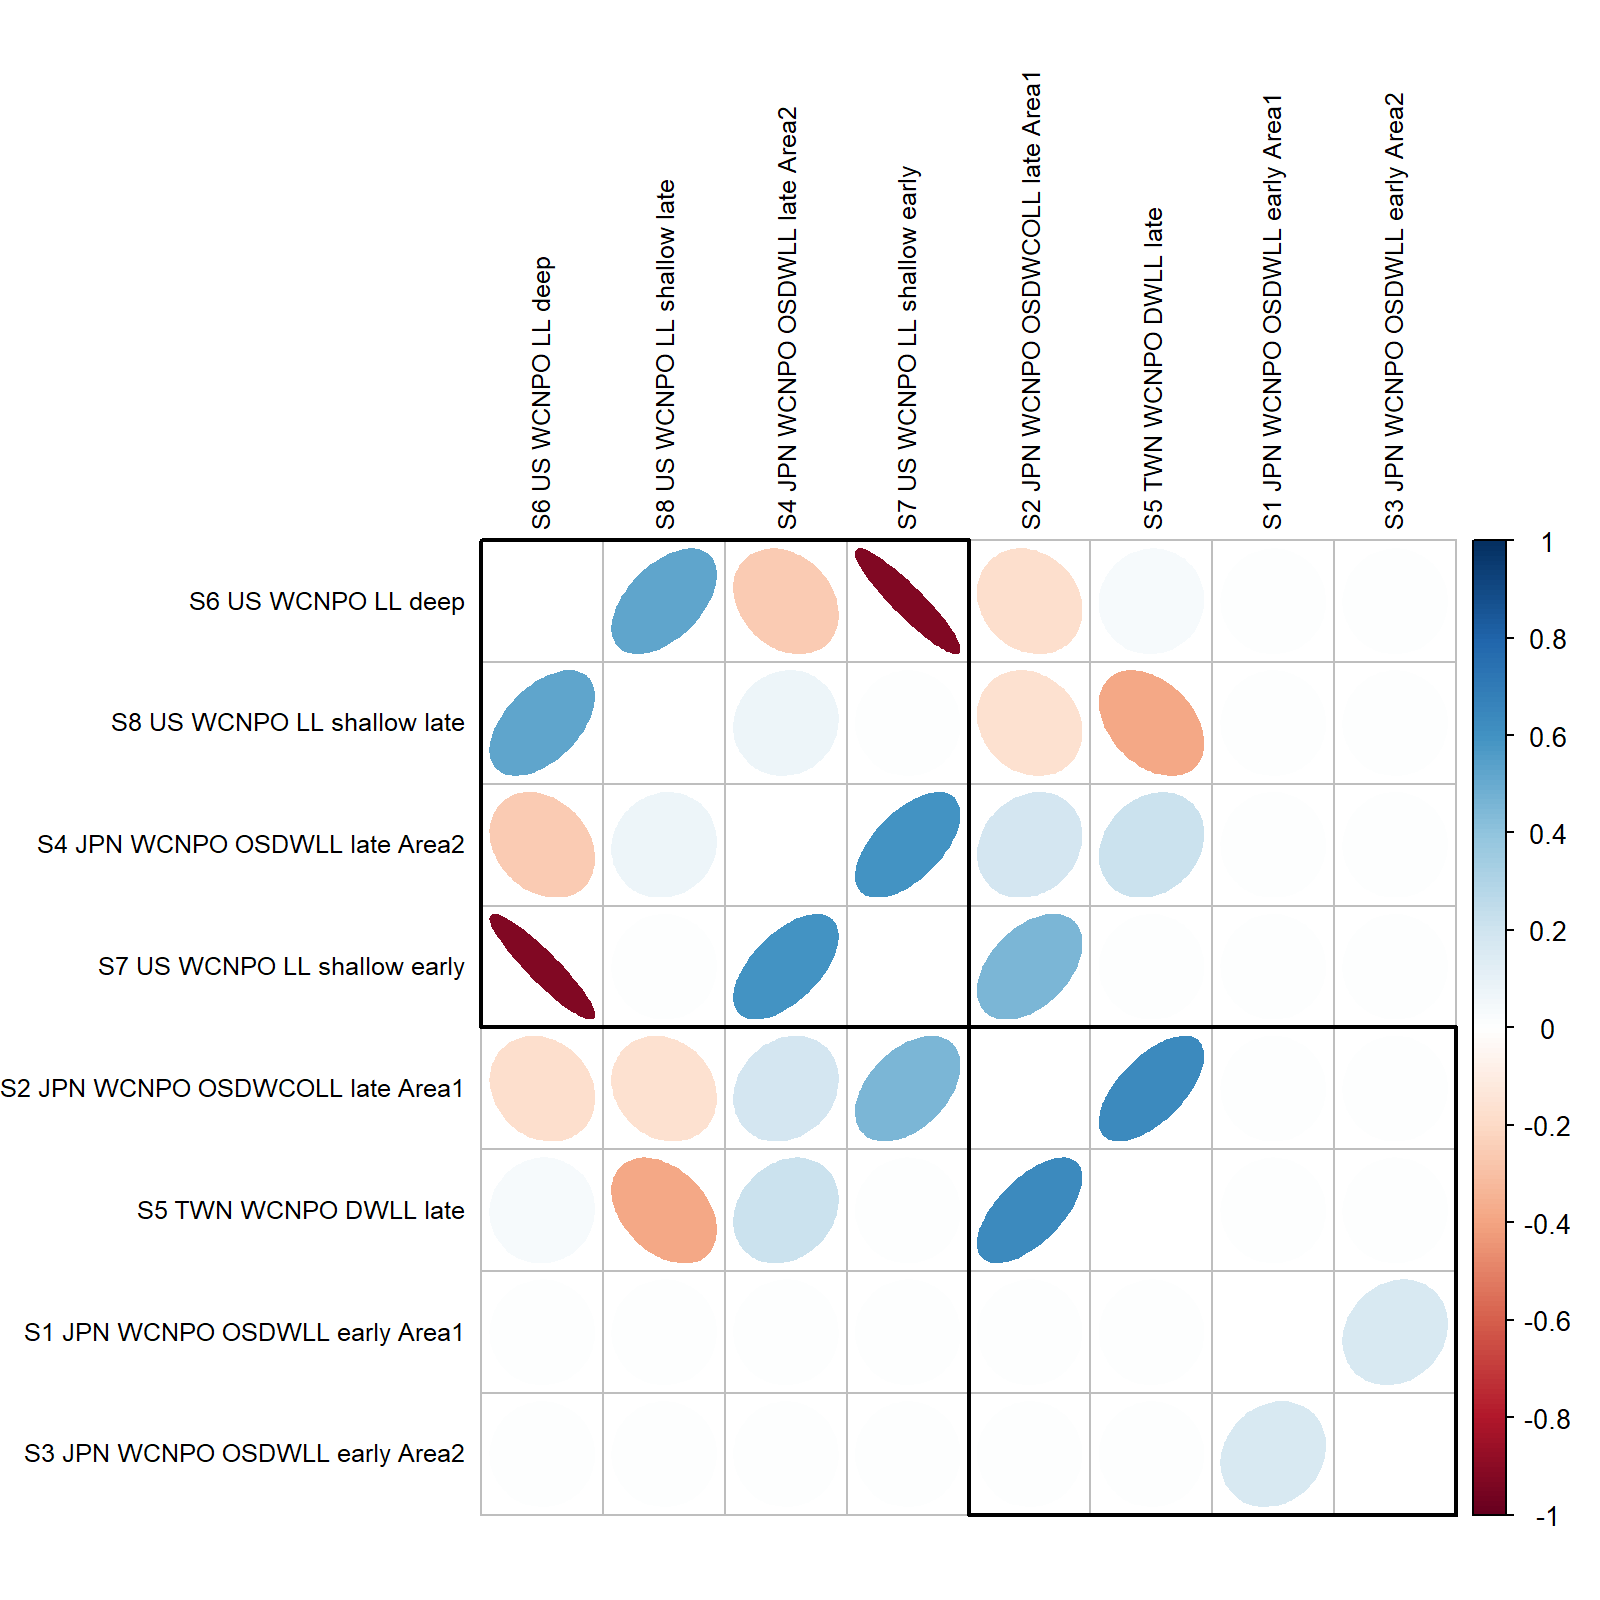 S6 US WCNPO LL deep
S8 US WCNPO LL shallow late
S4 JPN WCNPO OSDWLL late Area2
S7 US WCNPO LL shallow early
S2 JPN WCNPO OSDWCOLL late Area1
S5 TWN WCNPO DWLL late
S1 JPN WCNPO OSDWLL early Area1
S3 JPN WCNPO OSDWLL early Area2
S6 US WCNPO LL deep
S8 US WCNPO LL shallow late
S4 JPN WCNPO OSDWLL late Area2
S7 US WCNPO LL shallow early
S2 JPN WCNPO OSDWCOLL late Area1
S5 TWN WCNPO DWLL late
S1 JPN WCNPO OSDWLL early Area1
S3 JPN WCNPO OSDWLL early Area2
1
0.8
0.6
0.4
0.2
0
-0.2
-0.4
-0.6
-0.8
-1